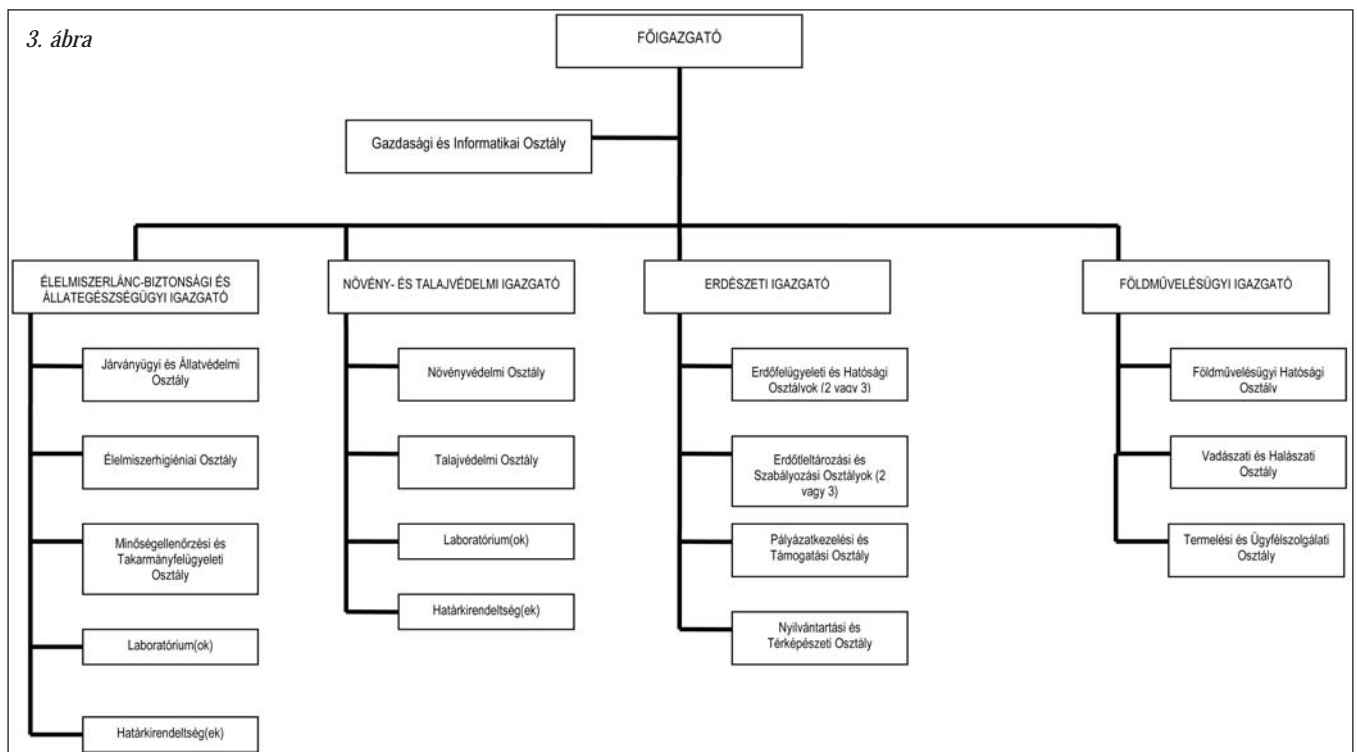 3. ábra
FŐIGAZGATÓ
Gazdasági és Informatikai Osztály
ÉLELMISZERLÁNC-BIZTONSÁGI ÉS
ÁLLATEGÉSZSÉGÜGYI IGAZGATÓ
Járványügyi és Állatvédelmi
Osztály
Élelmiszerhigiéniai Osztály
Minőségellenőrzési és
Takarmányfelügyeleti
Osztály
Laboratórium(ok)
Határkirendeltség(ek)
NÖVÉNY- ÉS TALAJVÉDELMI IGAZGATÓ
Növényvédelmi Osztály
Talajvédelmi Osztály
Laboratórium(ok)
Határkirendeltség(ek)
ERDÉSZETI IGAZGATÓ
Erdőfelügyeleti és Hatósági
Osztályok (2 vagy 3)
Erdőtleltározási és
Szabályozási Osztályok (2
vagy 3)
Pályázatkezelési és
Támogatási Osztály
Nyilvántartási és
Térképészeti Osztály
FÖLDMŰVELÉSÜGYI IGAZGATÓ
Földművelésügyi Hatósági
Osztály
Vadászati és Halászati
Osztály
Termelési és Ügyfélszolgálati
Osztály